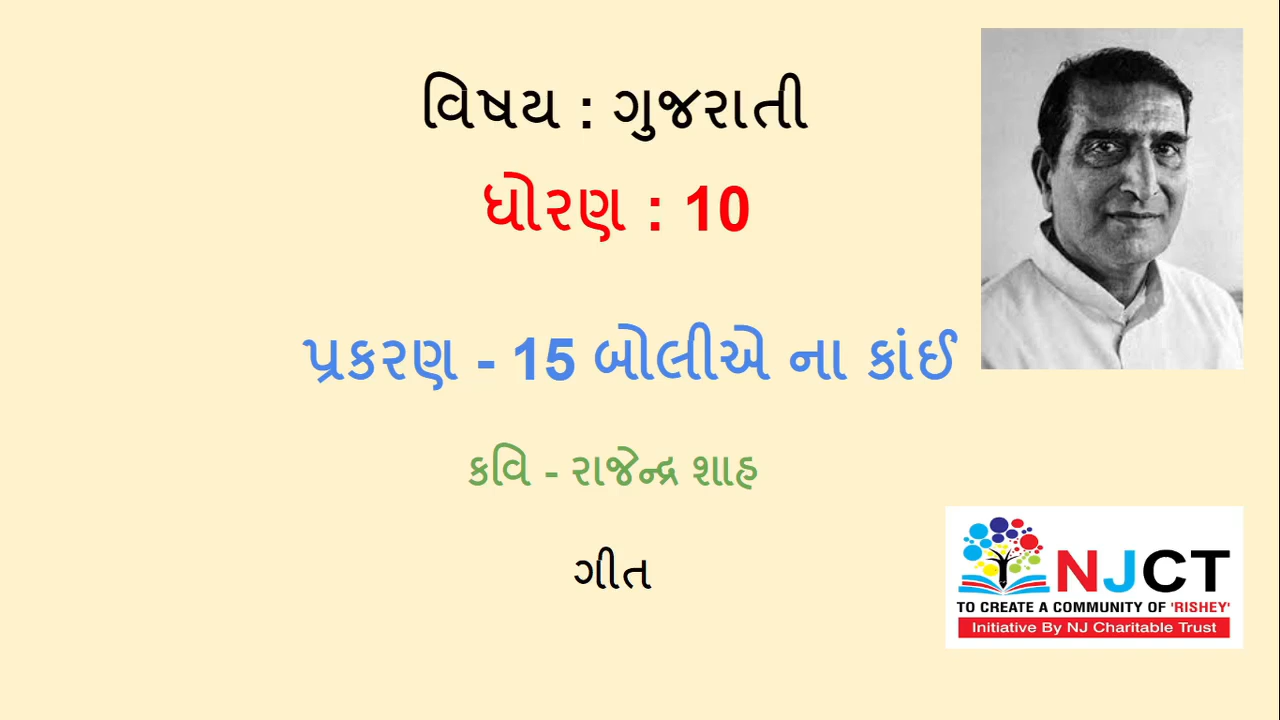 વિષય : ગુજરાતી
ધોરણ : 10
પ્રકરણ - 15 બોલીએ ના કાંઈ
કવિ - રાજેન્દ્ર શાહ
ગીત
NJCT
TO CREATE A COMMUNITY OF 'RISHEY'
Initiative By NJ Charitable Trust